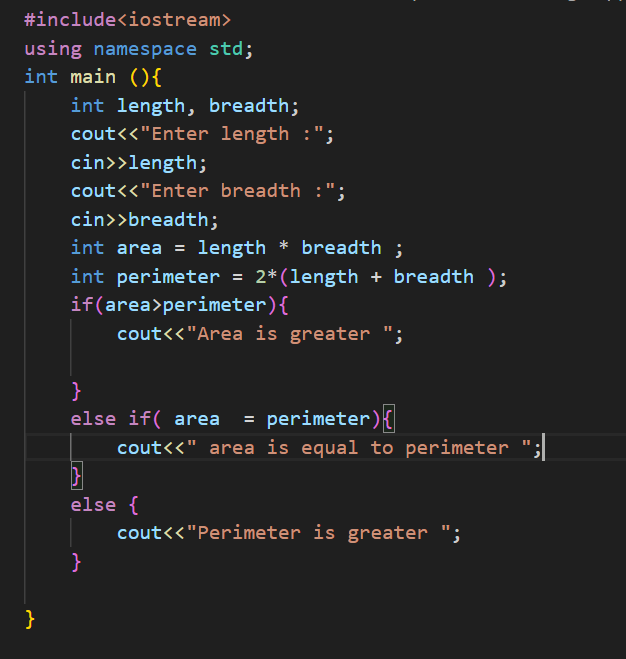 #include<iostream>
using namespace std;
int main (){
    int length, breadth;
    cout<<"Enter length :";
    cin>>length;
    cout<<"Enter breadth :";
    cin>>breadth;
    int area = length * breadth ;
    int perimeter = 2*(length + breadth );
    if(area>perimeter){
        cout<<"Area is greater ";

    }
    else if( area  = perimeter){
        cout<<" area is equal to perimeter ";
    }
    else {
        cout<<"Perimeter is greater ";
    }

}